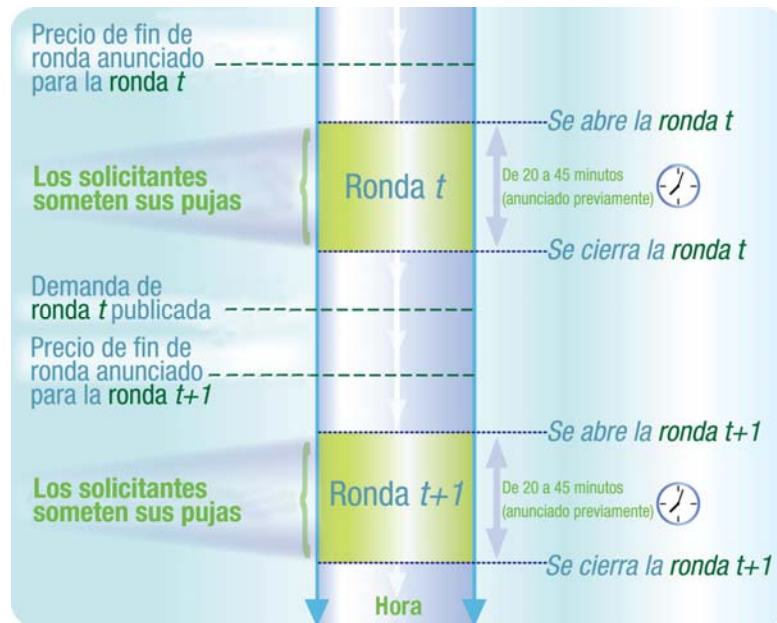 Precio de fin de
ronda anunciado
para la ronda t
Se abre la ronda t
Los solicitantes
someten sus pujas
Ronda t
De 20 a 45 minutos
(anunciado previamente)
Se cierra la ronda t
Demanda de
ronda t publicada
Precio de fin de
ronda anunciado
para la ronda t+1
Se abre la ronda t+1
Los solicitantes
someten sus pujas
Ronda t+1
De 20 a 45 minutos
(anunciado previamente)
Se cierra la ronda t+1
Hora